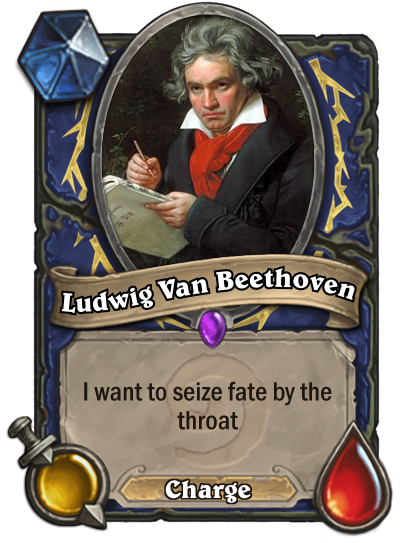 Ludwig Van Beethoven
I want to seize fate by the
throat
Charge